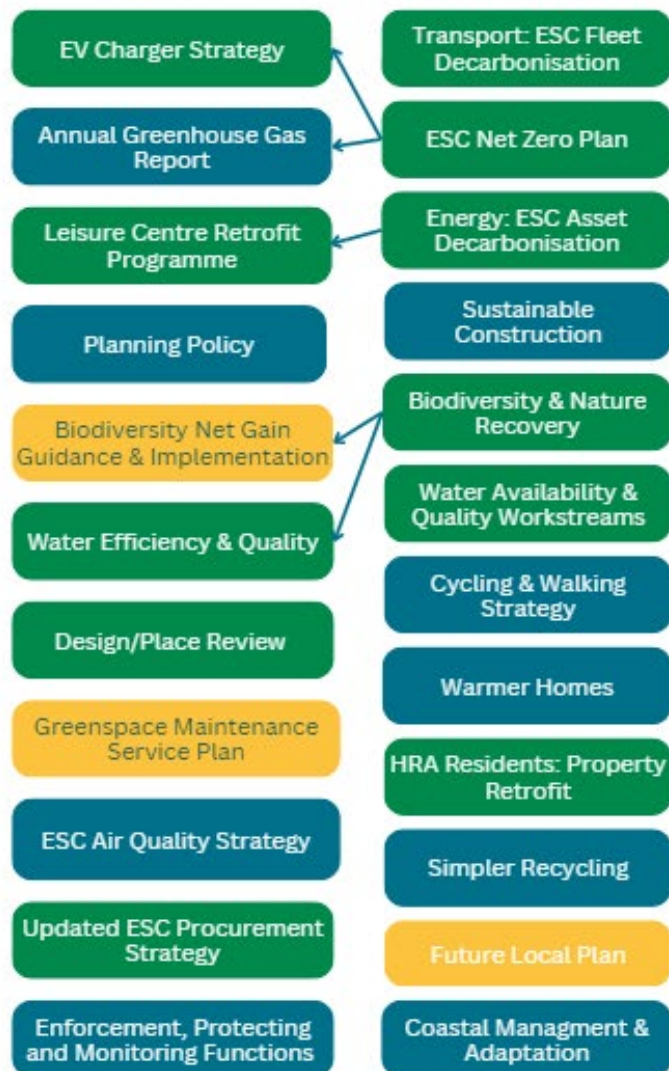 EV Charger Strategy
Annual Greenhouse Gas
Report
Leisure Centre Retrofit
Programme
Planning Policy
Biodiversity Net Gain
Guidance & Implementation
Water Efficiency & Quality
Design/Place Review
Greenspace Maintenance
Service Plan
ESC Air Quality Strategy
Updated ESC Procurement
Strategy
Enforcement, Protecting
and Monitoring Functions
Transport: ESC Fleet
Decarbonisation
ESC Net Zero Plan
Energy: ESC Asset
Decarbonisation
Sustainable
Construction
Biodiversity & Nature
Recovery
Water Availability &
Quality Workstreams
Cycling & Walking
Strategy
Warmer Homes
HRA Residents: Property
Retrofit
Simpler Recycling
Future Local Plan
Coastal Managment &
Adaptation